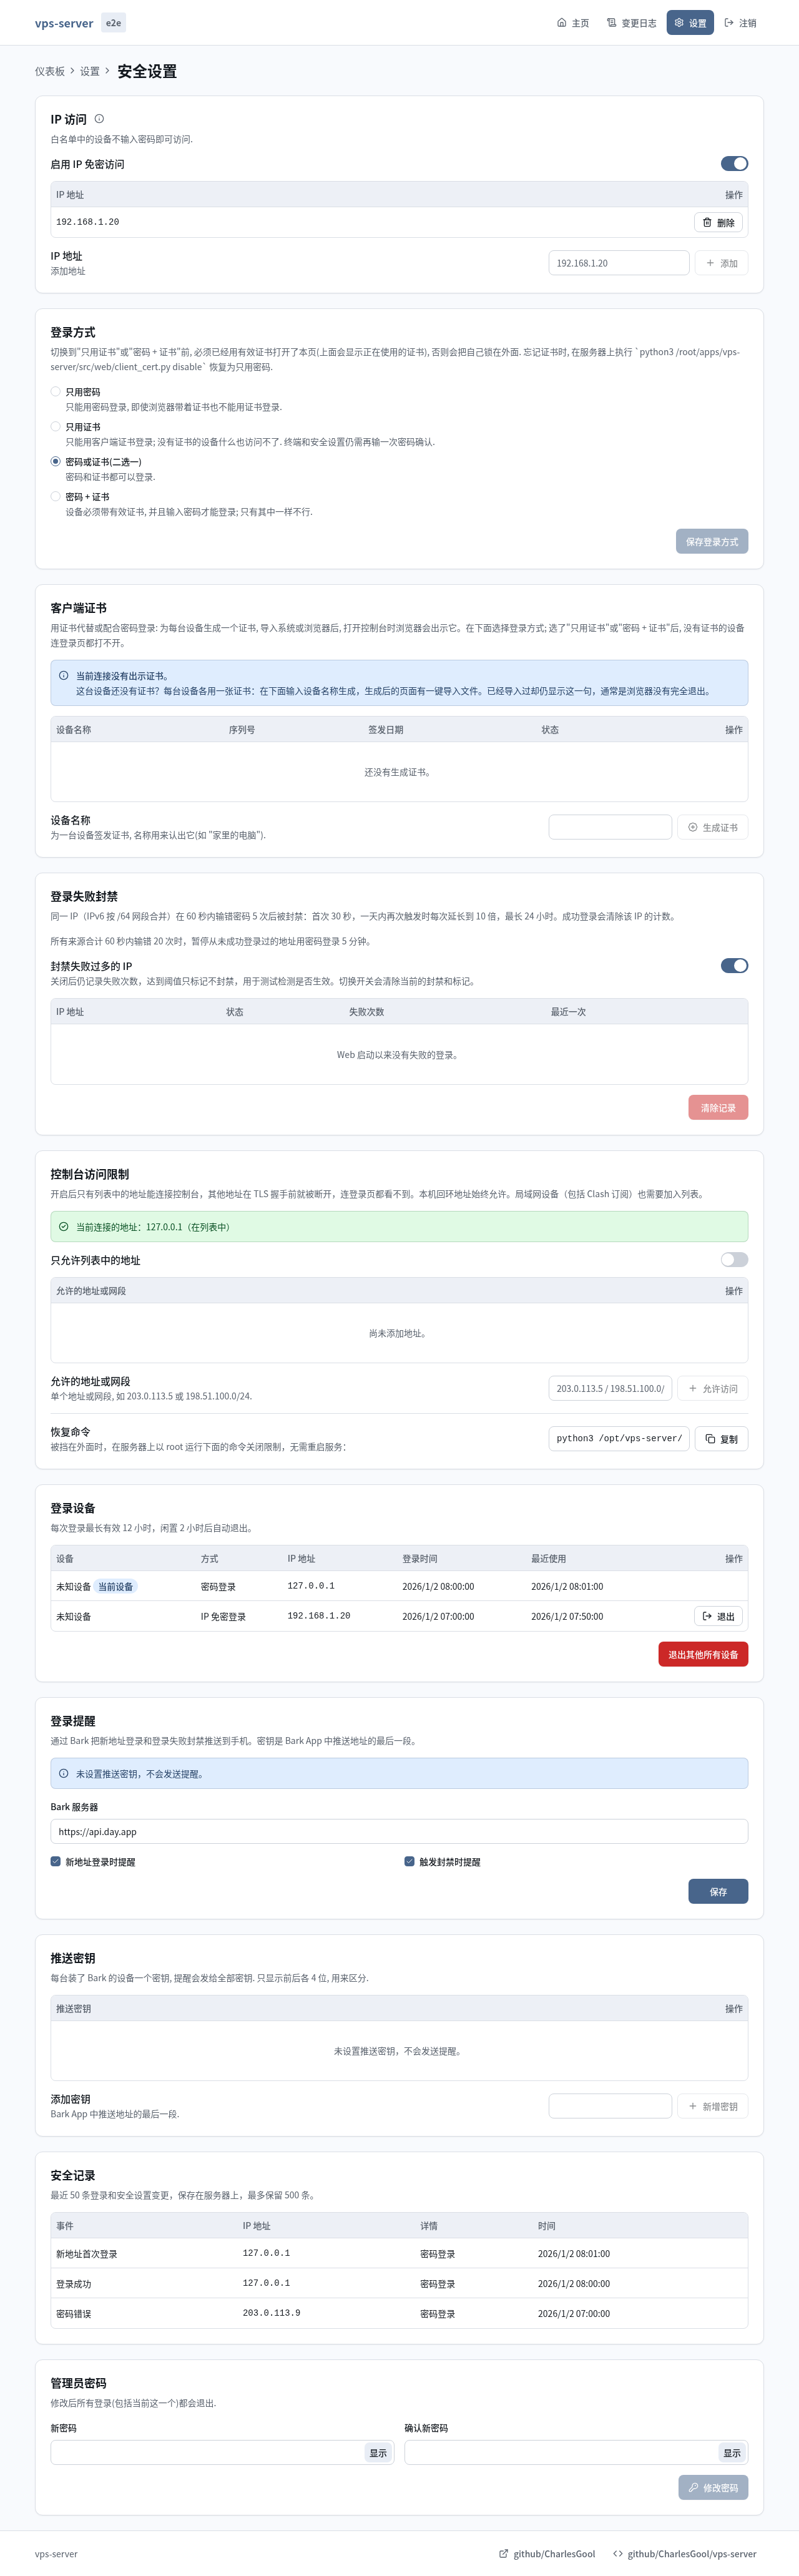 vps-server e2e 主页 变更日志 设置 注销
仪表板 > 设置 > 安全设置
IP 访问
白名单中的设备不输入密码即可访问.
启用 IP 免密访问
IP 地址 操作
192.168.1.20 删除
IP 地址
添加地址
192.168.1.20 添加
登录方式
切换到"只用证书"或"密码 + 证书"前, 必须已经用有效证书打开了本页(上面会显示正在使用的证书), 否则会把自己锁在外面. 忘记证书时, 在服务器上执行 `python3 /root/apps/vps-
server/src/web/client_cert.py disable` 恢复为只用密码.
只用密码
只能用密码登录, 即使浏览器带着证书也不能用证书登录.
只用证书
只能用客户端证书登录; 没有证书的设备什么也访问不了. 终端和安全设置仍需再输一次密码确认.
密码或证书(二选一)
密码和证书都可以登录.
密码 + 证书
设备必须带有效证书, 并且输入密码才能登录; 只有其中一样不行.
保存登录方式
客户端证书
用证书代替或配合密码登录: 为每台设备生成一个证书, 导入系统或浏览器后, 打开控制台时浏览器会出示它。在下面选择登录方式; 选了"只用证书"或"密码 + 证书"后, 没有证书的设备
连登录页都打不开。
当前连接没有出示证书。
这台设备还没有证书？每台设备各用一张证书：在下面输入设备名称生成，生成后的页面有一键导入文件。已经导入过却仍显示这一句，通常是浏览器没有完全退出。
设备名称 序列号 签发日期 状态 操作
还没有生成证书。
设备名称
为一台设备签发证书, 名称用来认出它(如 "家里的电脑").
生成证书
登录失败封禁
同一 IP（IPv6 按 /64 网段合并）在 60 秒内输错密码 5 次后被封禁：首次 30 秒，一天内再次触发时每次延长到 10 倍，最长 24 小时。成功登录会清除该 IP 的计数。
所有来源合计 60 秒内输错 20 次时，暂停从未成功登录过的地址用密码登录 5 分钟。
封禁失败过多的 IP
关闭后仍记录失败次数，达到阈值只标记不封禁，用于测试检测是否生效。切换开关会清除当前的封禁和标记。
IP 地址 状态 失败次数 最近一次
Web 启动以来没有失败的登录。
清除记录
控制台访问限制
开启后只有列表中的地址能连接控制台，其他地址在 TLS 握手前就被断开，连登录页都看不到。本机回环地址始终允许。局域网设备（包括 Clash 订阅）也需要加入列表。
当前连接的地址：127.0.0.1（在列表中）
只允许列表中的地址
允许的地址或网段 操作
尚未添加地址。
允许的地址或网段
单个地址或网段, 如 203.0.113.5 或 198.51.100.0/24.
203.0.113.5 / 198.51.100.0/ 允许访问
恢复命令
被挡在外面时，在服务器上以 root 运行下面的命令关闭限制，无需重启服务：
python3 /opt/vps-server/ 复制
登录设备
每次登录最长有效 12 小时，闲置 2 小时后自动退出。
设备 方式 IP 地址 登录时间 最近使用 操作
未知设备 当前设备 密码登录 127.0.0.1 2026/1/2 08:00:00 2026/1/2 08:01:00
未知设备 IP 免密登录 192.168.1.20 2026/1/2 07:00:00 2026/1/2 07:50:00 退出
退出其他所有设备
登录提醒
通过 Bark 把新地址登录和登录失败封禁推送到手机。密钥是 Bark App 中推送地址的最后一段。
未设置推送密钥，不会发送提醒。
Bark 服务器
https://api.day.app
新地址登录时提醒 触发封禁时提醒
保存
推送密钥
每台装了 Bark 的设备一个密钥, 提醒会发给全部密钥. 只显示前后各 4 位, 用来区分.
推送密钥 操作
未设置推送密钥，不会发送提醒。
添加密钥
Bark App 中推送地址的最后一段.
新增密钥
安全记录
最近 50 条登录和安全设置变更，保存在服务器上，最多保留 500 条。
事件 IP 地址 详情 时间
新地址首次登录 127.0.0.1 密码登录 2026/1/2 08:01:00
登录成功 127.0.0.1 密码登录 2026/1/2 08:00:00
密码错误 203.0.113.9 密码登录 2026/1/2 07:00:00
管理员密码
修改后所有登录(包括当前这一个)都会退出.
新密码 确认新密码
显示 显示
修改密码
vps-server github/CharlesGool github/CharlesGool/vps-server